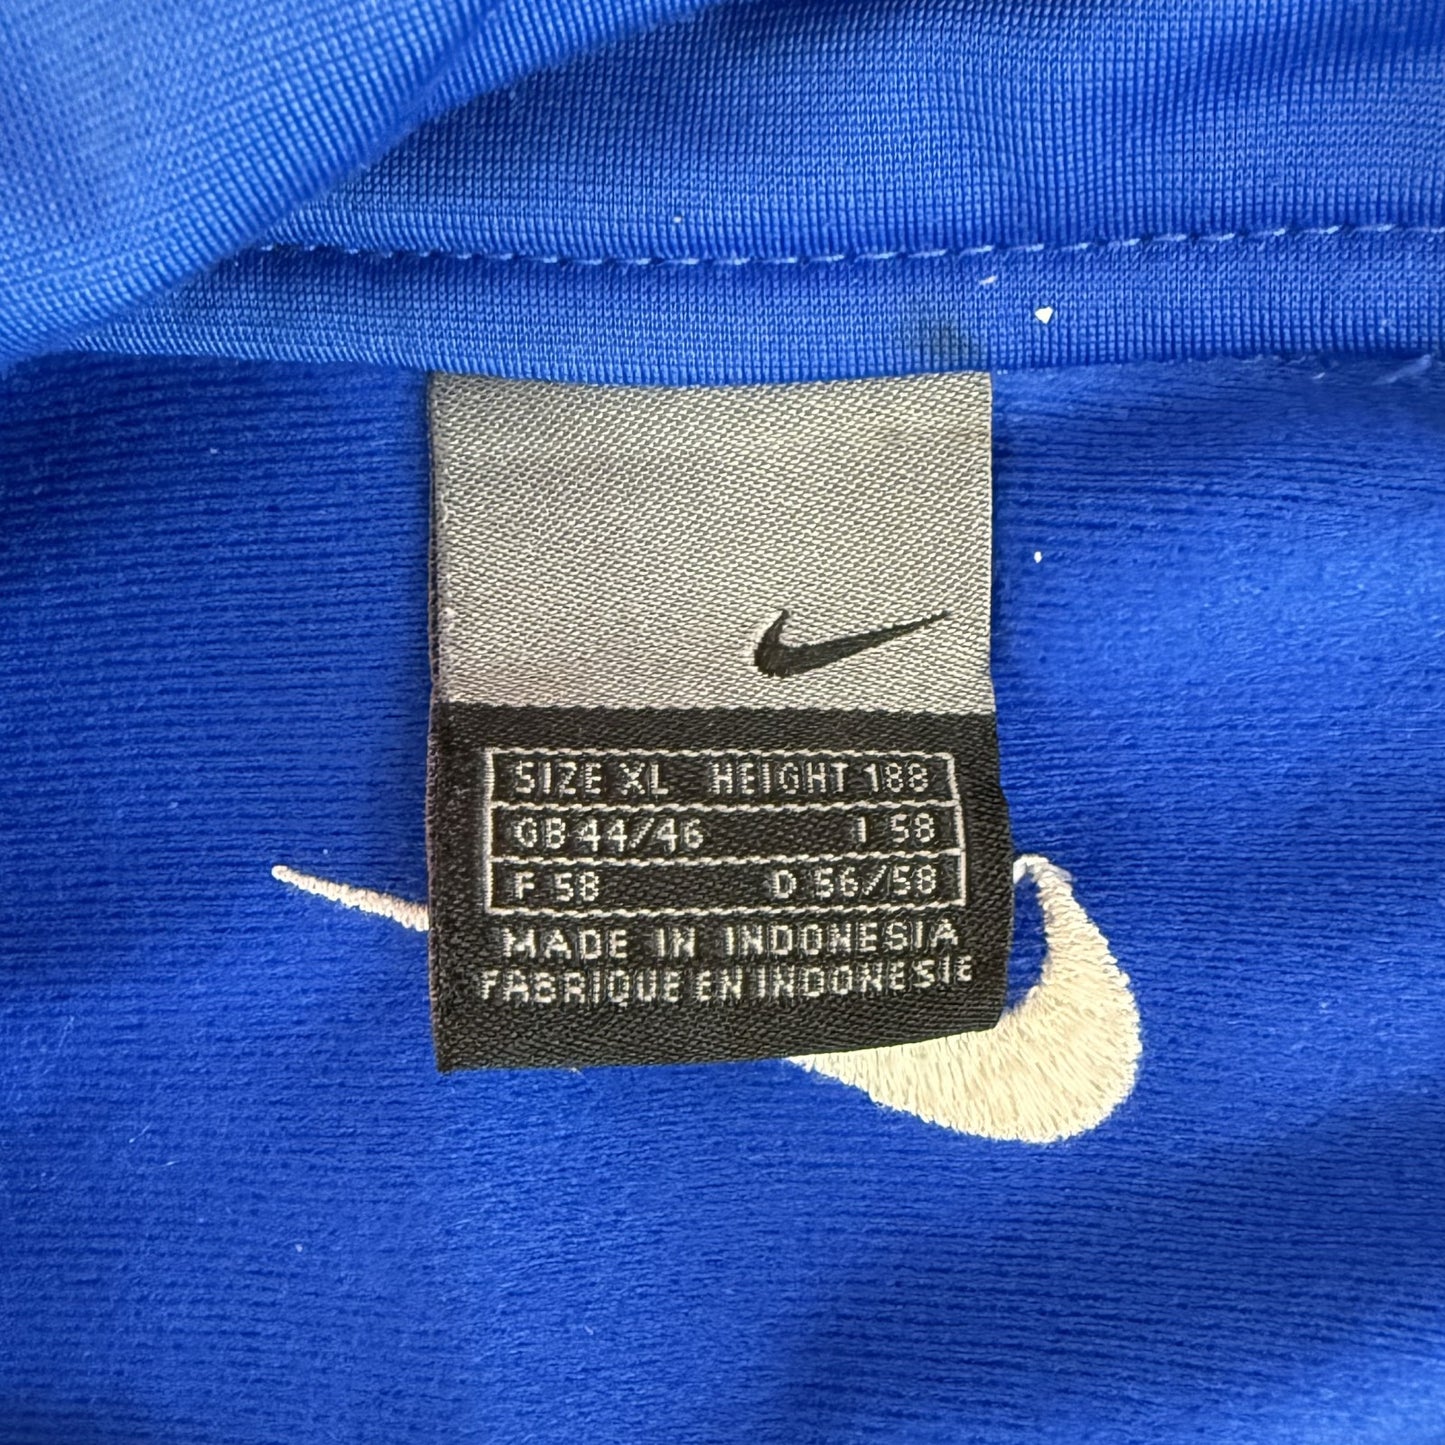 SIZE XL HEIGHT 188
GB 44/46 I 58
F 58 D 56/58
MADE IN INDONESIA
FABRIQUE EN INDONESIE